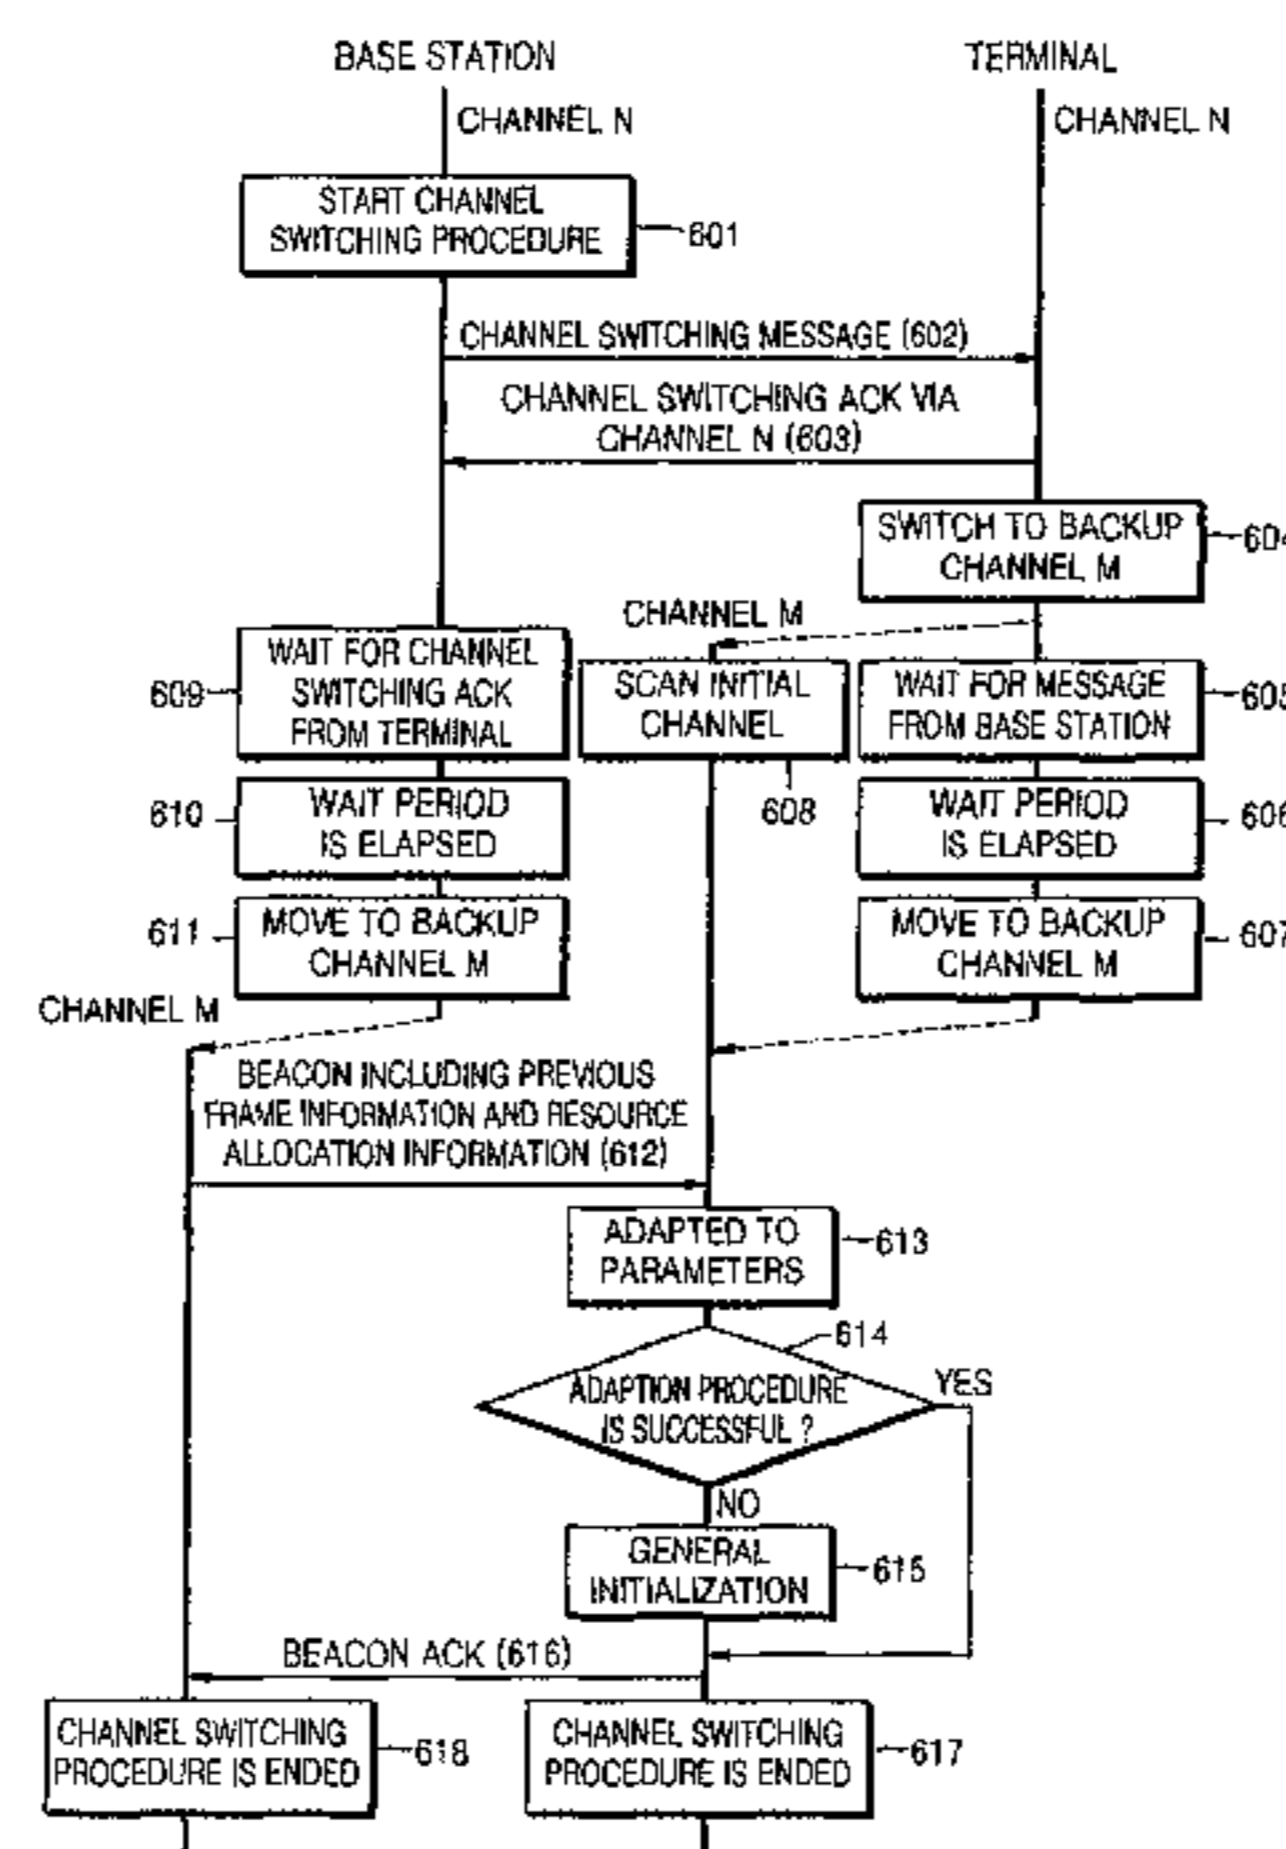 BASE STATION
TERMINAL
CHANNEL N
CHANNEL N
START CHANNEL
SWITCHING PROCEDURE
601
CHANNEL SWITCHING MESSAGE (602)
CHANNEL SWITCHING ACK VIA
CHANNEL N (603)
SWITCH TO BACKUP
CHANNEL M
604
CHANNEL M
WAIT FOR CHANNEL
SWITCHING ACK
FROM TERMINAL
609
SCAN INITIAL
CHANNEL
608
WAIT FOR MESSAGE
FROM BASE STATION
605
610
WAIT PERIOD
IS ELAPSED
WAIT PERIOD
IS ELAPSED
606
611
MOVE TO BACKUP
CHANNEL M
MOVE TO BACKUP
CHANNEL M
607
CHANNEL M
BEACON INCLUDING PREVIOUS
FRAME INFORMATION AND RESOURCE
ALLOCATION INFORMATION (612)
ADAPTED TO
PARAMETERS
613
614
ADAPTION PROCEDURE
IS SUCCESSFUL ?
YES
NO
GENERAL
INITIALIZATION
615
BEACON ACK (616)
CHANNEL SWITCHING
PROCEDURE IS ENDED
618
CHANNEL SWITCHING
PROCEDURE IS ENDED
617